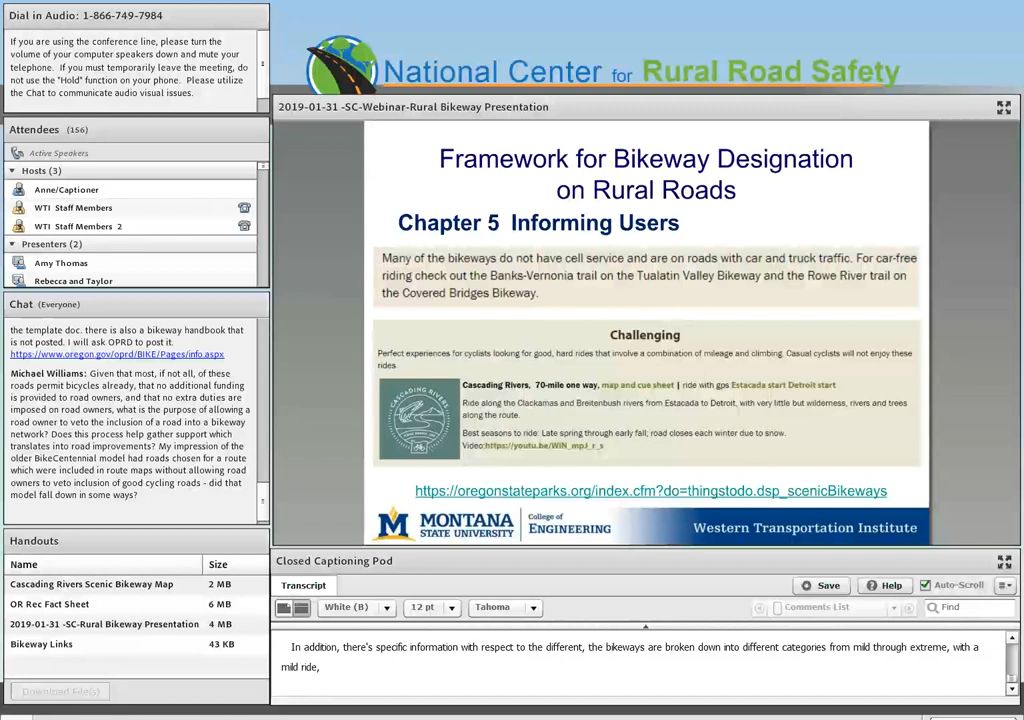 Dial in Audio: 1-866-749-7984
If you are using the conference line, please turn the
volume of your computer speakers down and mute your
telephone. If you must temporarily leave the meeting, do
not use the "Hold" function on your phone. Please utilize
the Chat to communicate audio visual issues.
National Center for Rural Road Safety
Attendees (156)
Active Speakers
Hosts (3)
Anne/Captioner
WTI Staff Members
WTI Staff Members 2
Presenters (2)
Amy Thomas
Rebecca and Taylor
Chat (Everyone)
the template doc. there is also a bikeway handbook that
is not posted. I will ask OPRD to post it.
https://www.oregon.gov/oprd/BIKE/Pages/info.aspx
Michael Williams: Given that most, if not all, of these
roads permit bicycles already, that no additional funding
is provided to road owners, and that no extra duties are
imposed on road owners, what is the purpose of allowing a
road owner to veto the inclusion of a road into a bikeway
network? Does this process help gather support which
translates into road improvements? My impression of the
older BikeCentennial model had roads chosen for a route
which were included in route maps without allowing road
owners to veto inclusion of good cycling roads - did that
model fall down in some ways?
Handouts
Name Size
Cascading Rivers Scenic Bikeway Map 2 MB
OR Rec Fact Sheet 6 MB
2019-01-31 -SC-Rural Bikeway Presentation 4 MB
Bikeway Links 43 KB
Download File(s)
2019-01-31 -SC-Webinar-Rural Bikeway Presentation
Framework for Bikeway Designation
on Rural Roads
Chapter 5 Informing Users
Many of the bikeways do not have cell service and are on roads with car and truck traffic. For car-free
riding check out the Banks-Vernonia trail on the Tualatin Valley Bikeway and the Rowe River trail on
the Covered Bridges Bikeway.
Challenging
Perfect experiences for cyclists looking for good, hard rides that involve a combination of mileage and climbing. Casual cyclists will not enjoy these
rides.
CASCADING RIVERS
Cascading Rivers, 70-mile one way, map and cue sheet | ride with gps Estacada start Detroit start
Ride along the Clackamas and Breitenbush rivers from Estacada to Detroit, with very little but wilderness, rivers and trees
along the route.
Best seasons to ride: Late spring through early fall; road closes each winter due to snow.
Video:https://youtu.be/WIN_mpJ_r_s
https://oregonstateparks.org/index.cfm?do=thingstodo.dsp_scenicBikeways
M MONTANA
STATE UNIVERSITY
College of
ENGINEERING
Western Transportation Institute
Closed Captioning Pod
Transcript
Save
Help
Auto-Scroll
White (B)
12 pt
Tahoma
Comments List
Find
In addition, there's specific information with respect to the different, the bikeways are broken down into different categories from mild through extreme, with a
mild ride,